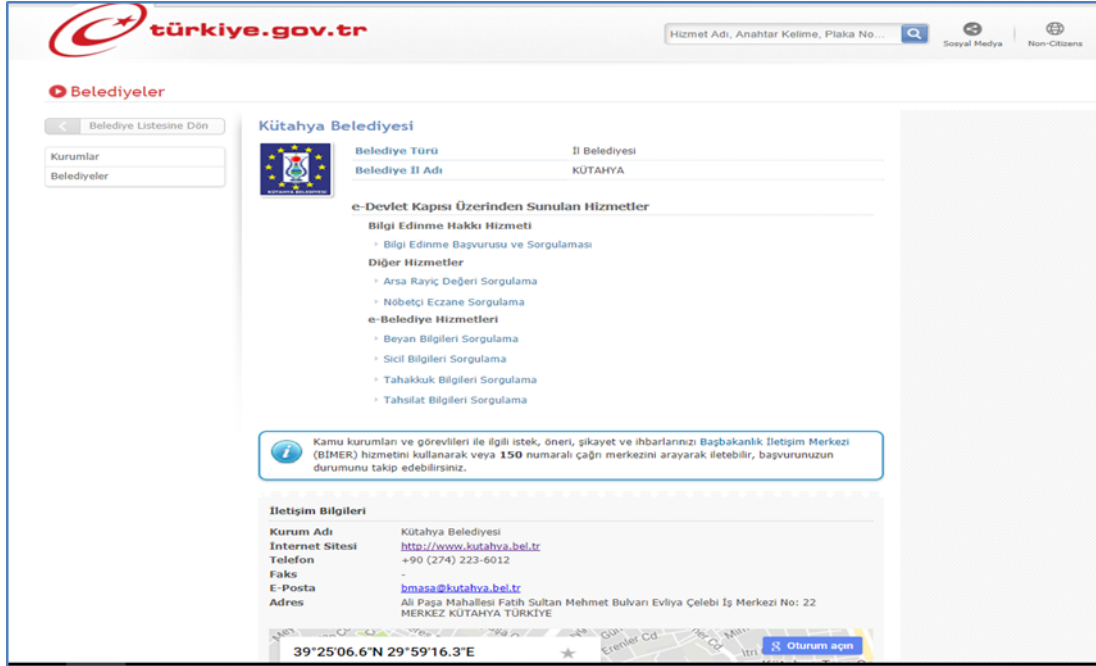 türkiye.gov.tr
Hizmet Adı, Anahtar Kelime, Plaka No...
Sosyal Medya
Non-Citizens
Belediyeler
Belediye Listesine Dön
Kurumlar
Belediyeler
Kütahya Belediyesi
KÜTAHYA BELEDİYESİ
Belediye Türü İl Belediyesi
Belediye İl Adı KÜTAHYA
e-Devlet Kapısı Üzerinden Sunulan Hizmetler
Bilgi Edinme Hakkı Hizmeti
Bilgi Edinme Başvurusu ve Sorgulaması
Diğer Hizmetler
Arsa Rayiç Değeri Sorgulama
Nöbetçi Eczane Sorgulama
e-Belediye Hizmetleri
Beyan Bilgileri Sorgulama
Sicil Bilgileri Sorgulama
Tahakkuk Bilgileri Sorgulama
Tahsilat Bilgileri Sorgulama
Kamu kurumları ve görevlileri ile ilgili istek, öneri, şikayet ve ihbarlarınızı Başbakanlık İletişim Merkezi
(BİMER) hizmetini kullanarak veya 150 numaralı çağrı merkezini arayarak iletebilir, başvurunuzun
durumunu takip edebilirsiniz.
İletişim Bilgileri
Kurum Adı Kütahya Belediyesi
İnternet Sitesi http://www.kutahya.bel.tr
Telefon +90 (274) 223-6012
Faks -
E-Posta bmasa@kutahya.bel.tr
Adres Ali Paşa Mahallesi Fatih Sultan Mehmet Bulvarı Evliya Çelebi İş Merkezi No: 22
MERKEZ KÜTAHYA TÜRKİYE
Erenler Cd
39°25'06.6"N 29°59'16.3"E
Oturum açın